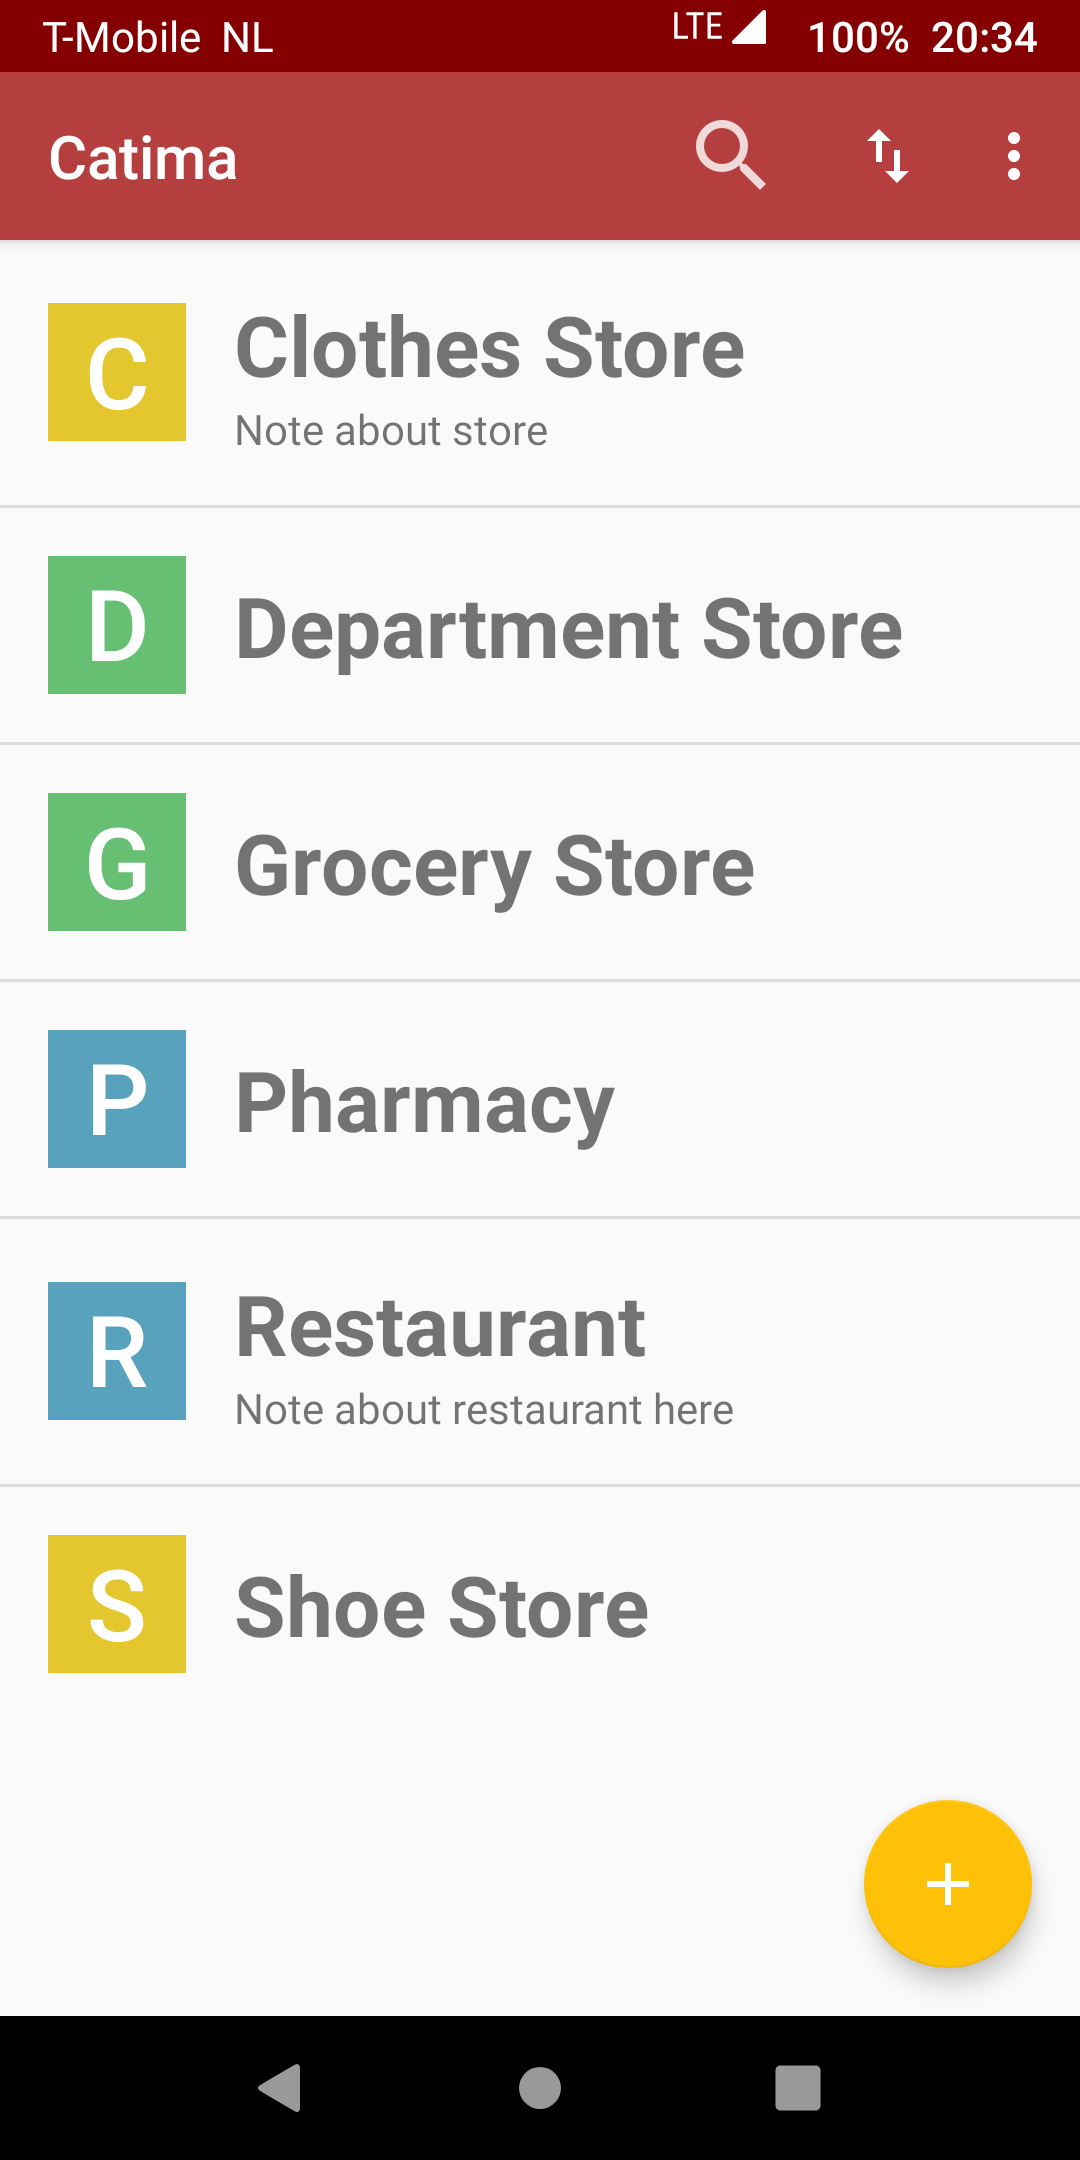 T-Mobile NL LTE 100% 20:34
Catima
C
Clothes Store
Note about store
D
Department Store
G
Grocery Store
P
Pharmacy
R
Restaurant
Note about restaurant here
S
Shoe Store